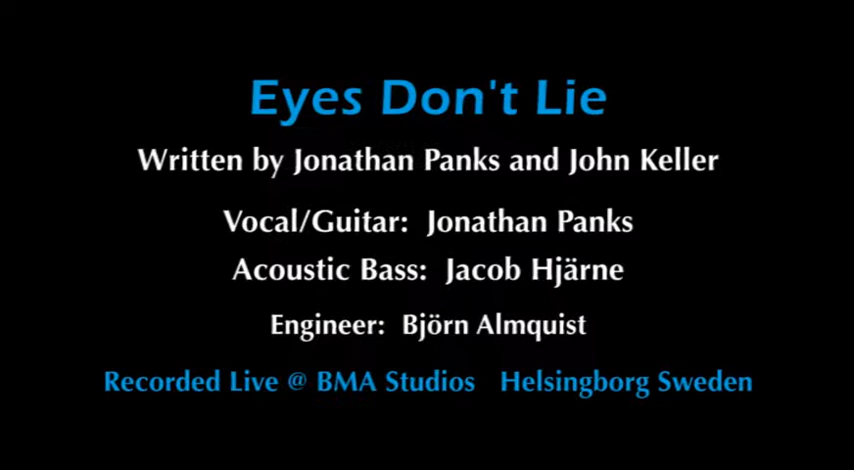 Eyes Don't Lie
Written by Jonathan Panks and John Keller
Vocal/Guitar: Jonathan Panks
Acoustic Bass: Jacob Hjärne
Engineer: Björn Almquist
Recorded Live @ BMA Studios Helsingborg Sweden